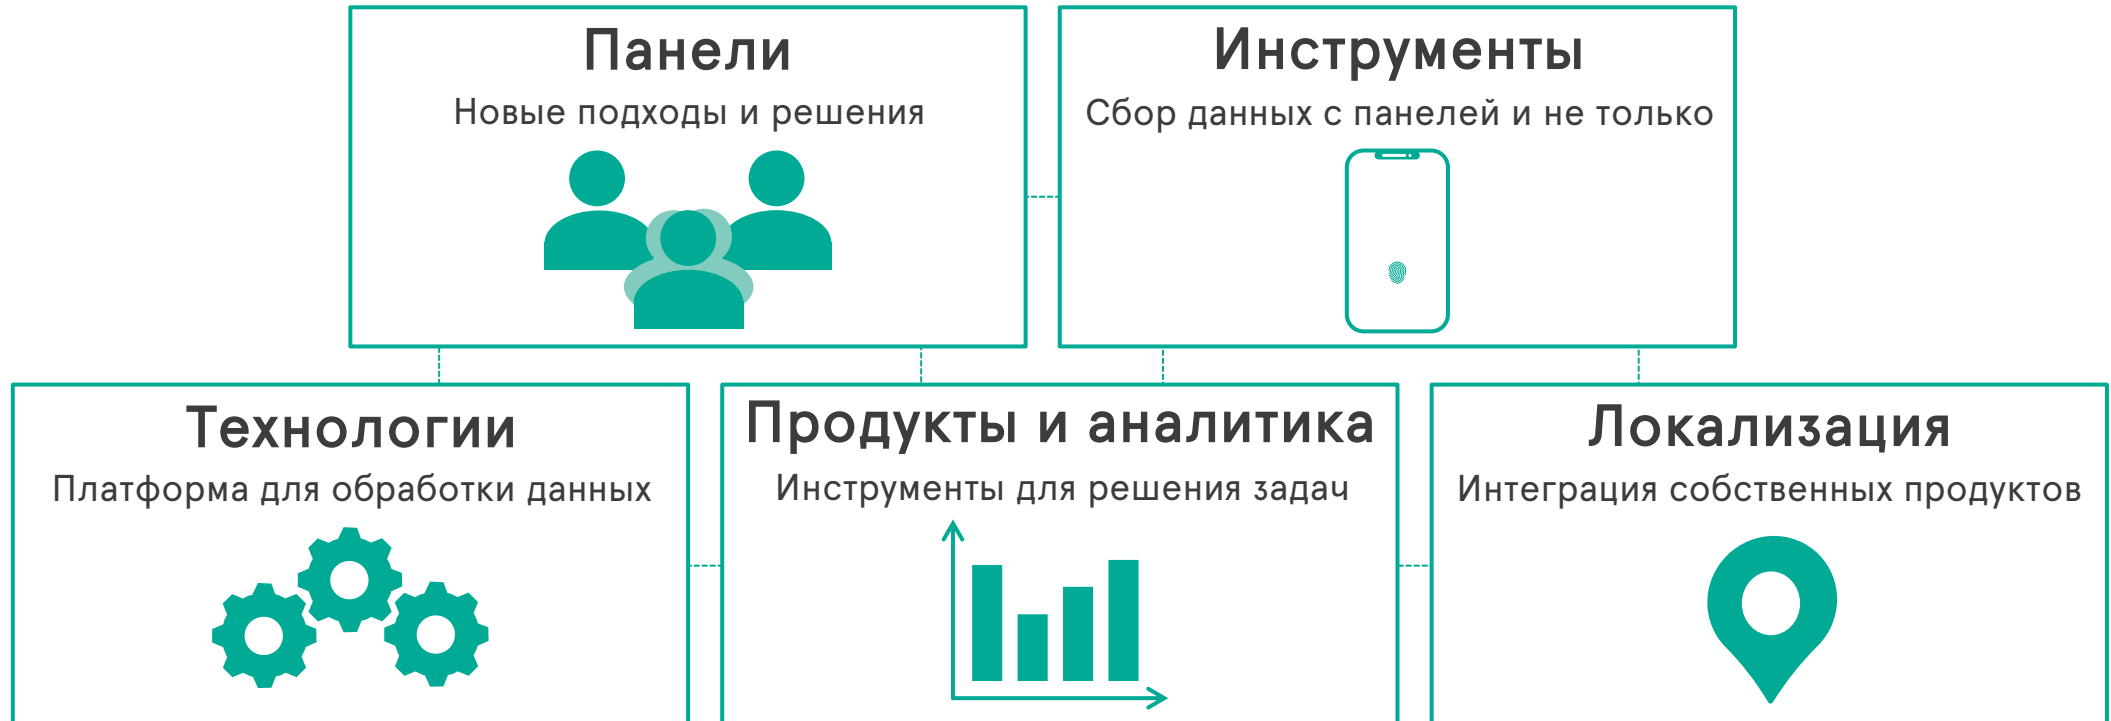 Панели
Новые подходы и решения
Инструменты
Сбор данных с панелей и не только
Технологии
Платформа для обработки данных
Продукты и аналитика
Инструменты для решения задач
Локализация
Интеграция собственных продуктов